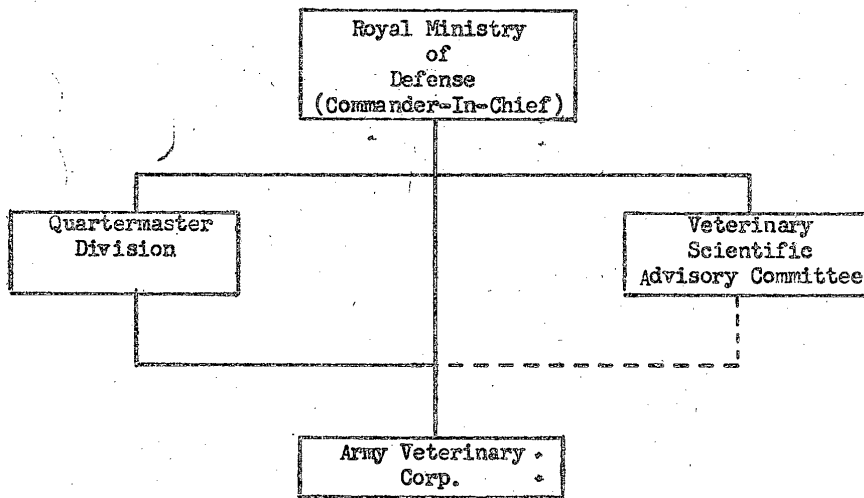 Royal Ministry
of
Defense
(Commander-In-Chief)
Quartermaster
Division
Veterinary
Scientific
Advisory Committee
Army Veterinary
Corp.